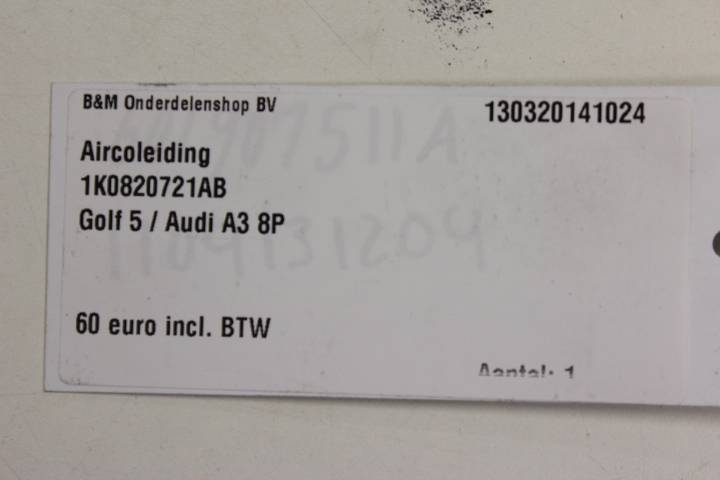 B&M Onderdelenshop BV 130320141024
Aircoleiding
1K0820721AB
Golf 5 / Audi A3 8P
60 euro incl. BTW
Aantal: 1